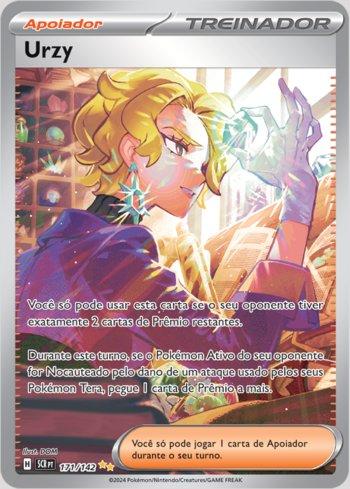 Apoiador
TREINADOR
Urzy
Você só pode usar esta carta se o seu oponente tiver
exatamente 2 cartas de Prêmio restantes.
Durante este turno, se o Pokémon Ativo do seu oponente
for Nocauteado pelo dano de um ataque usado pelos seus
Pokémon Tera, pegue 1 carta de Prêmio a mais.
Ilust. DOM
H SCR PT 171/142
Você só pode jogar 1 carta de Apoiador
durante o seu turno.
©2024 Pokémon/Nintendo/Creatures/GAME FREAK